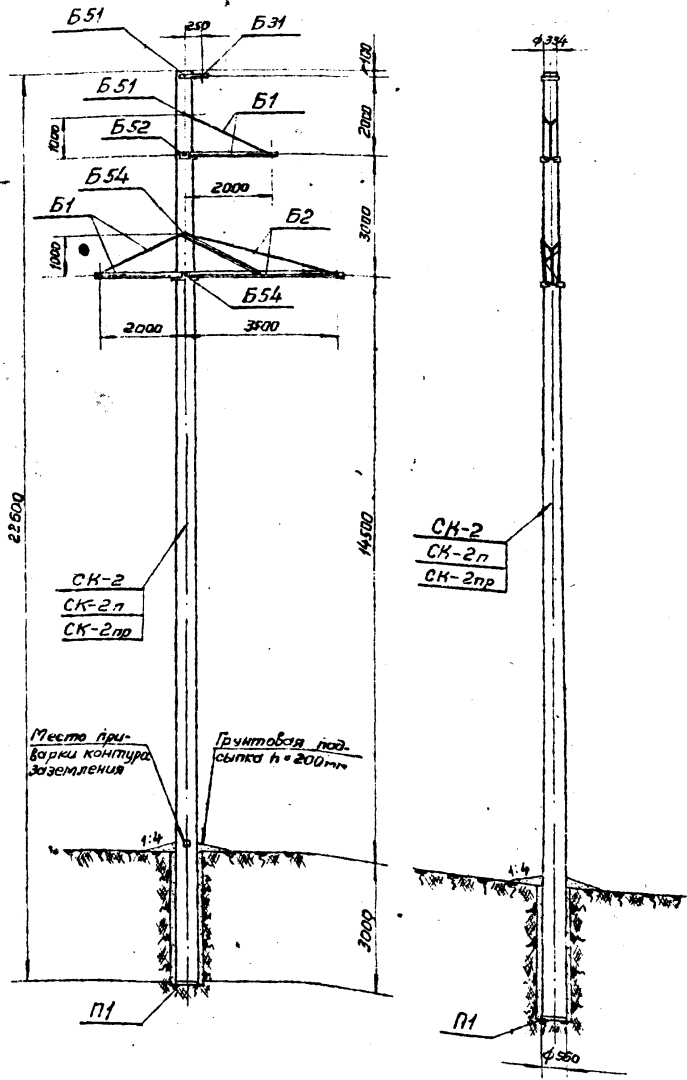 Б51
250
Б31
ф334
100
Б51
Б1
Б52
1000
2000
Б54
2000
Б1
Б2
1000
3000
Б54
2000
3500
22600
14500
СК-2
СК-2п
СК-2пр
СК-2
СК-2п
СК-2пр
Место при-
варки контура
заземления
Грунтовая под-
сыпка h=200мм
1:4
1:4
3000
П1
П1
ф560